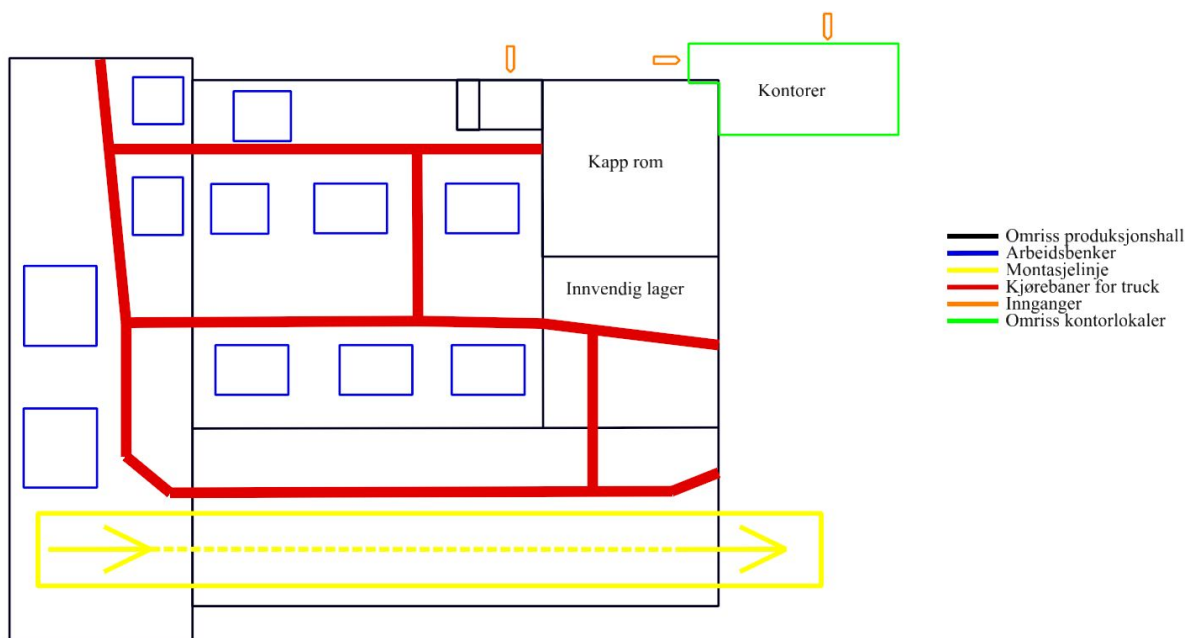 Kontorer
Kapp rom
Innvendig lager
Omriss produksjonshall
Arbeidsbenker
Montasjelinje
Kjørebaner for truck
Innganger
Omriss kontorlokaler